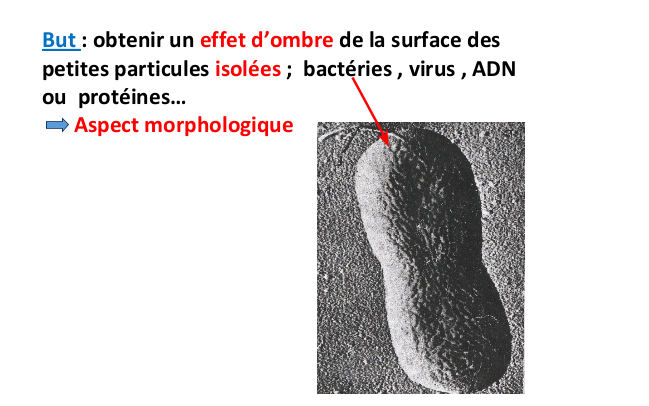 But : obtenir un effet d’ombre de la surface des
petites particules isolées ; bactéries , virus , ADN
ou protéines…
Aspect morphologique